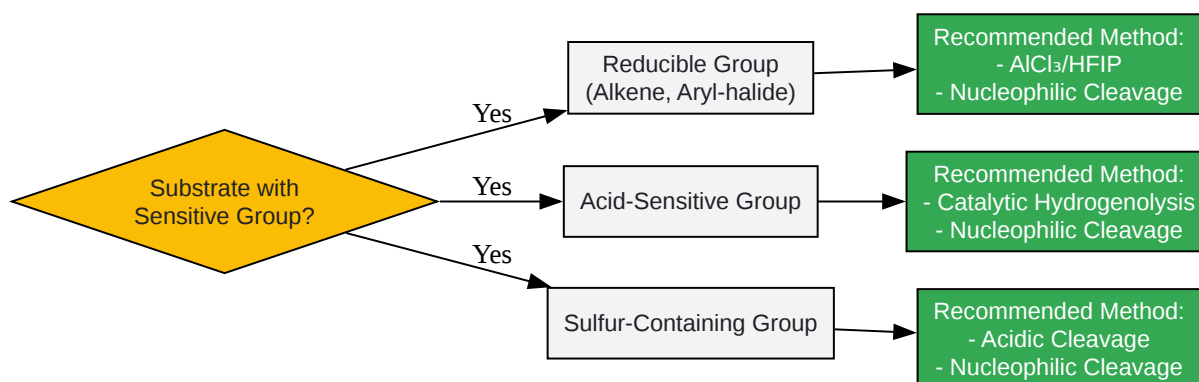 Substrate with
Sensitive Group?
Yes
Reducible Group
(Alkene, Aryl-halide)
Recommended Method:
- AlCl₃/HFIP
- Nucleophilic Cleavage
Yes
Acid-Sensitive Group
Recommended Method:
- Catalytic Hydrogenolysis
- Nucleophilic Cleavage
Yes
Sulfur-Containing Group
Recommended Method:
- Acidic Cleavage
- Nucleophilic Cleavage